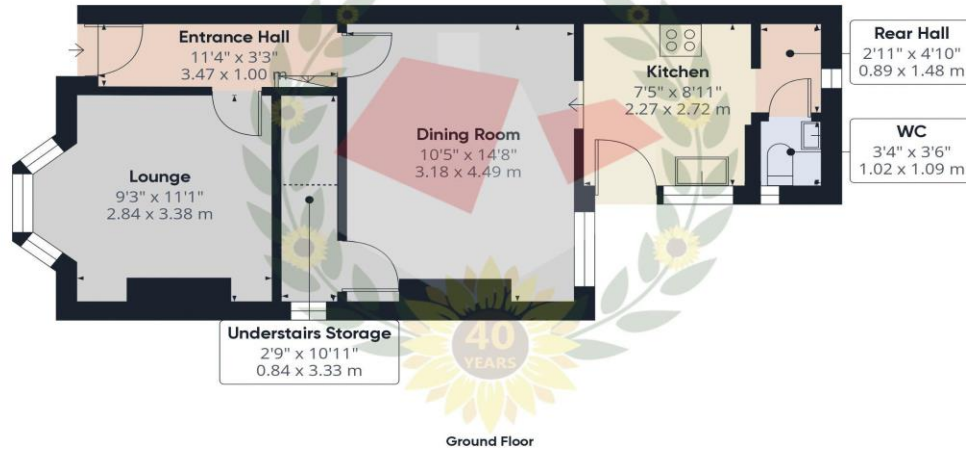 Entrance Hall
11'4" x 3'3"
3.47 x 1.00 m
Lounge
9'3" x 11'1"
2.84 x 3.38 m
Understairs Storage
2'9" x 10'11"
0.84 x 3.33 m
Dining Room
10'5" x 14'8"
3.18 x 4.49 m
Kitchen
7'5" x 8'11"
2.27 x 2.72 m
Rear Hall
2'11" x 4'10"
0.89 x 1.48 m
WC
3'4" x 3'6"
1.02 x 1.09 m
40
YEARS
Ground Floor